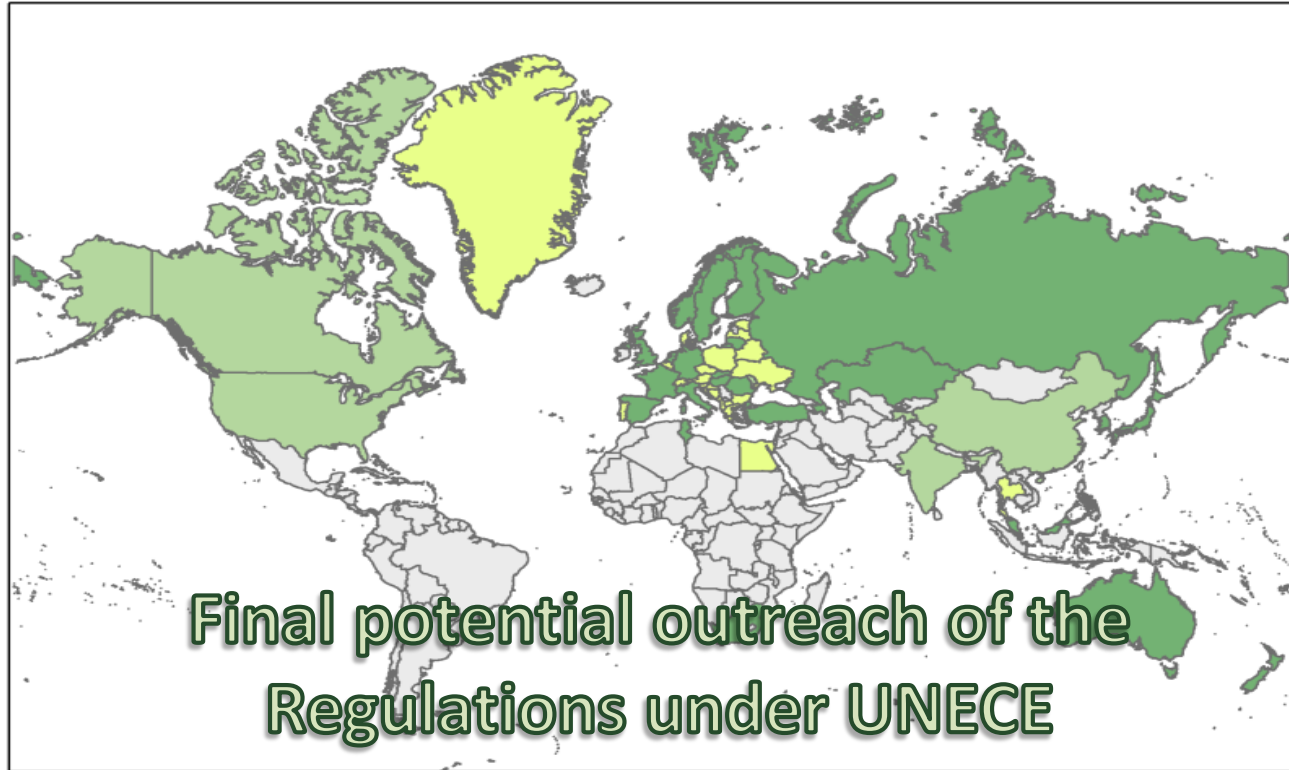 Final potential outreach of the
Regulations under UNECE